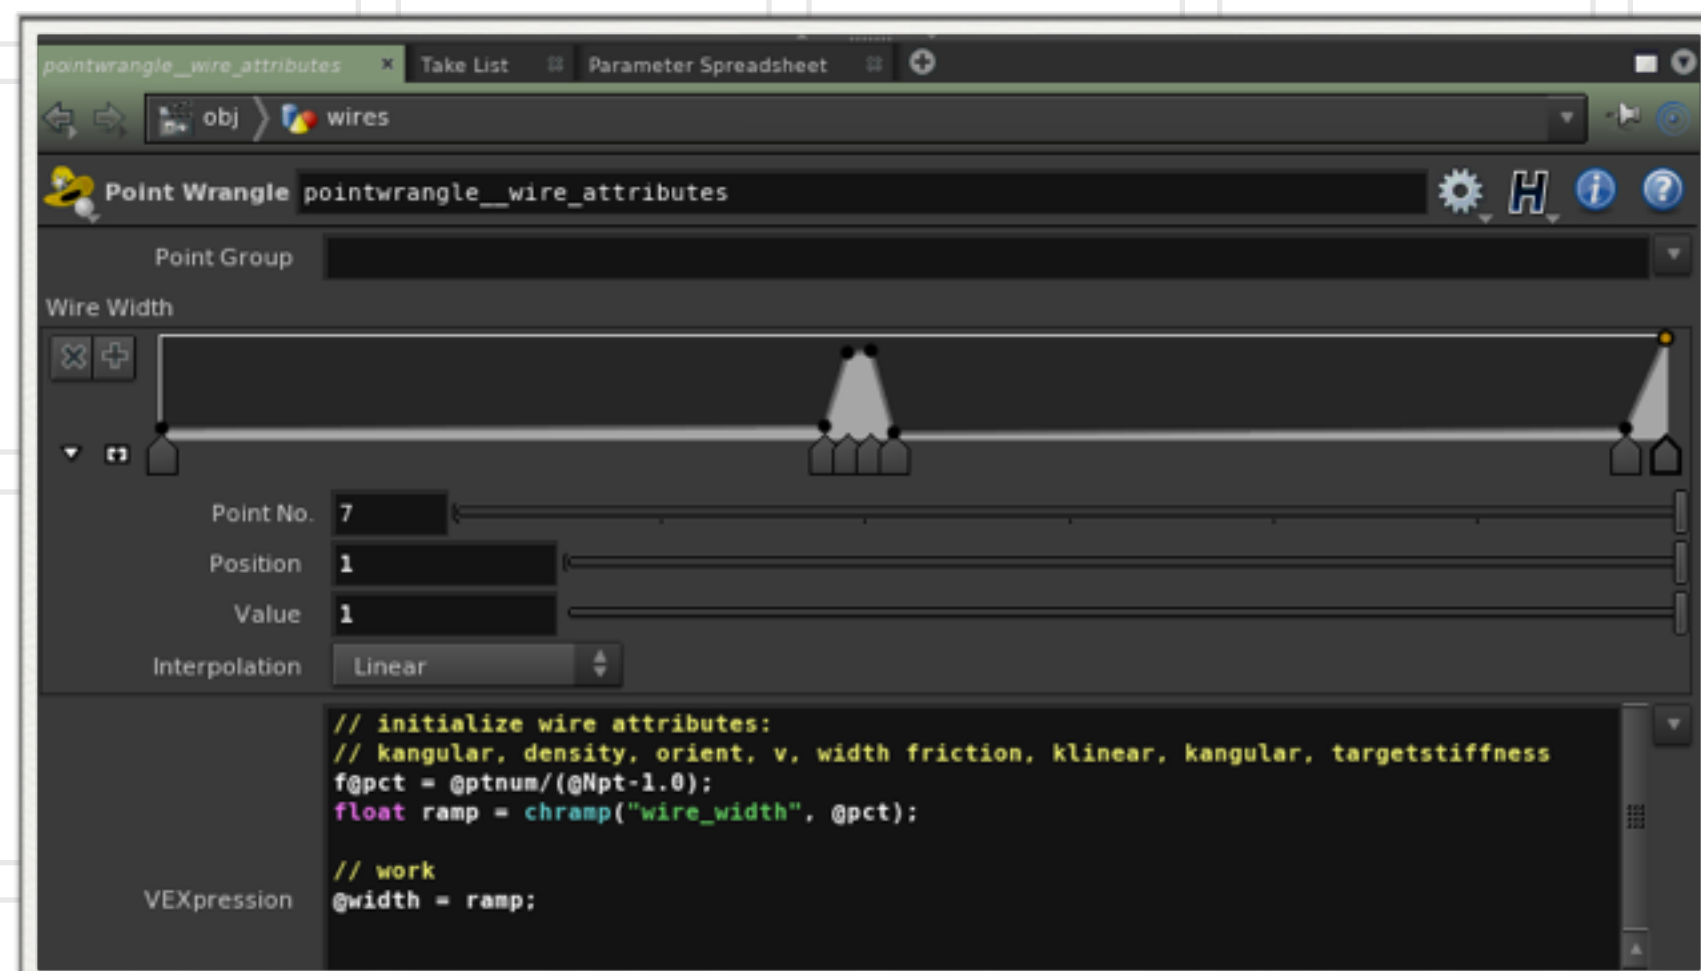 pointwrangle__wire_attributes
Take List
Parameter Spreadsheet
obj
wires
Point Wrangle pointwrangle__wire_attributes
Point Group
Wire Width
Point No. 7
Position 1
Value 1
Interpolation Linear
// initialize wire attributes:
// kangular, density, orient, v, width friction, klinear, kangular, targetstiffness
f@pct = @ptnum/(@Npt-1.0);
float ramp = chramp("wire_width", @pct);
// work
VEXpression
@width = ramp;